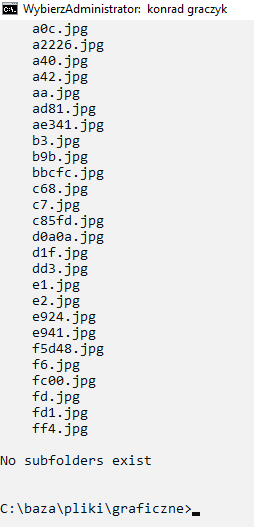 WybierzAdministrator: konrad graczyk
a0c.jpg
a2226.jpg
a40.jpg
a42.jpg
aa.jpg
ad81.jpg
ae341.jpg
b3.jpg
b9b.jpg
bbcfc.jpg
c68.jpg
c7.jpg
c85fd.jpg
d0a0a.jpg
d1f.jpg
dd3.jpg
e1.jpg
e2.jpg
e924.jpg
e941.jpg
f5d48.jpg
f6.jpg
fc00.jpg
fd.jpg
fd1.jpg
ff4.jpg
No subfolders exist
C:\baza\pliki\graficzne>